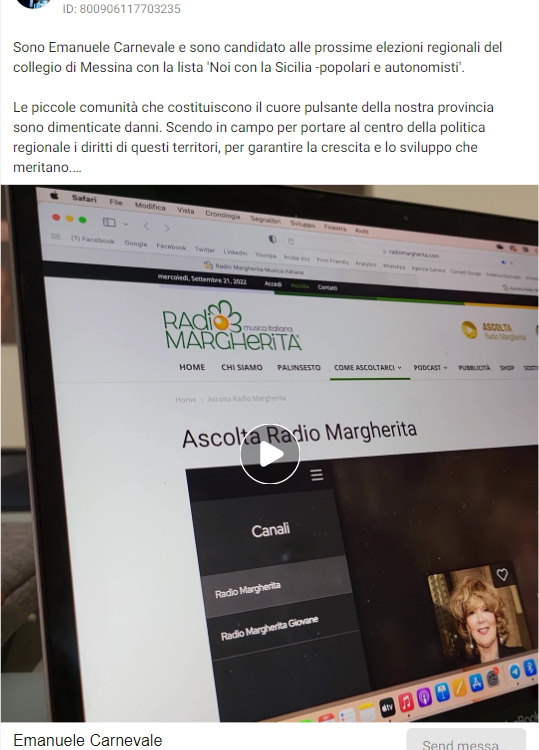 ID: 800906117703235
Sono Emanuele Carnevale e sono candidato alle prossime elezioni regionali del
collegio di Messina con la lista 'Noi con la Sicilia -popolari e autonomisti'.
Le piccole comunità che costituiscono il cuore pulsante della nostra provincia
sono dimenticate danni. Scendo in campo per portare al centro della politica
regionale i diritti di questi territori, per garantire la crescita e lo sviluppo che
meritano....
Safari File Modifica Vista Cronologia Segnalibri Sviluppo Finestra Aiuto
radiomargherita.com
(1) Facebook Google Facebook Twitter Linkedin Youtube Print Friendly Analytics
Radio Margherita Musica Italiana
mercoledì, Settembre 21, 2022 Accedi Ascolta Contatti
RADIO musica italiana
MARGHERITA
ASCOLTA
Radio Margherita
HOME CHI SIAMO PALINSESTO COME ASCOLTARCI PODCAST PUBBLICITÀ SHOP
Home › Ascolta Radio Margherita
Ascolta Radio Margherita
Canali
Radio Margherita
Radio Margherita Giovane
tv
Emanuele Carnevale
Send messa...